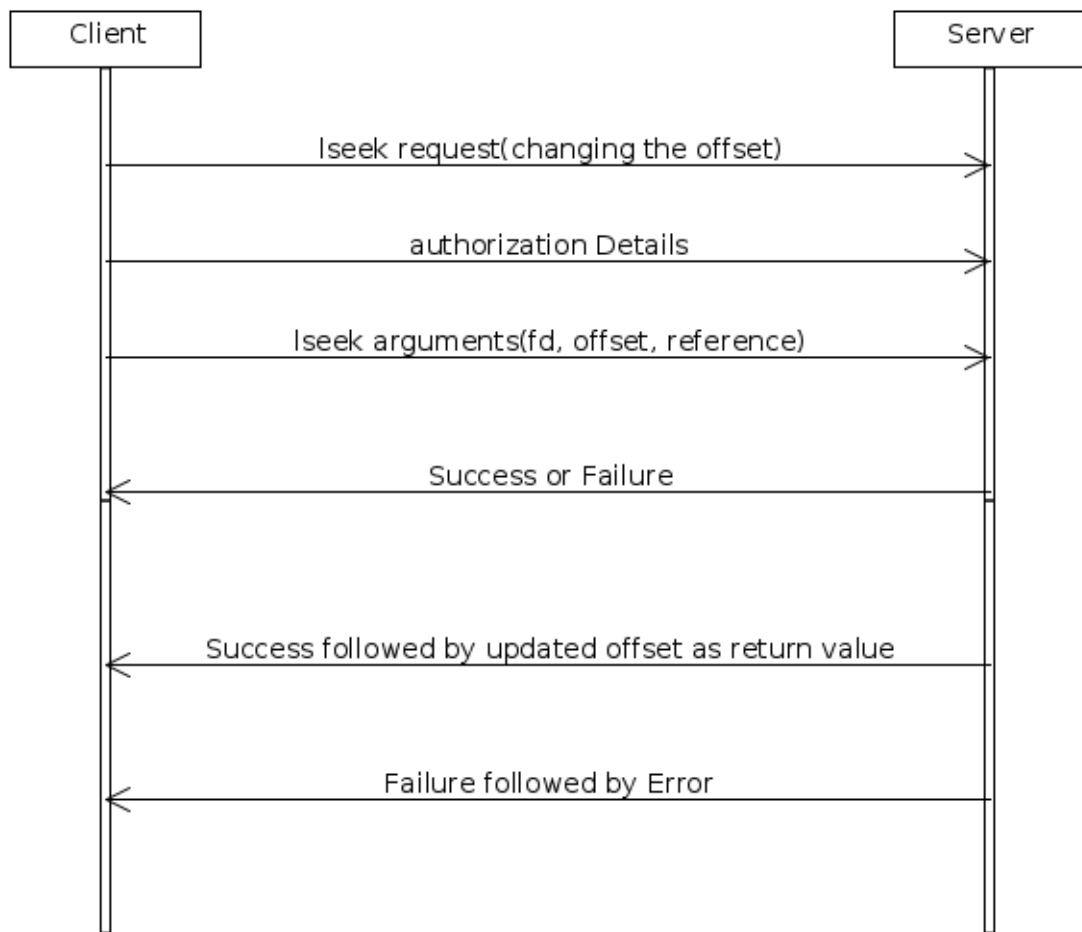 Client
Server
lseek request(changing the offset)
authorization Details
lseek arguments(fd, offset, reference)
Success or Failure
Success followed by updated offset as return value
Failure followed by Error